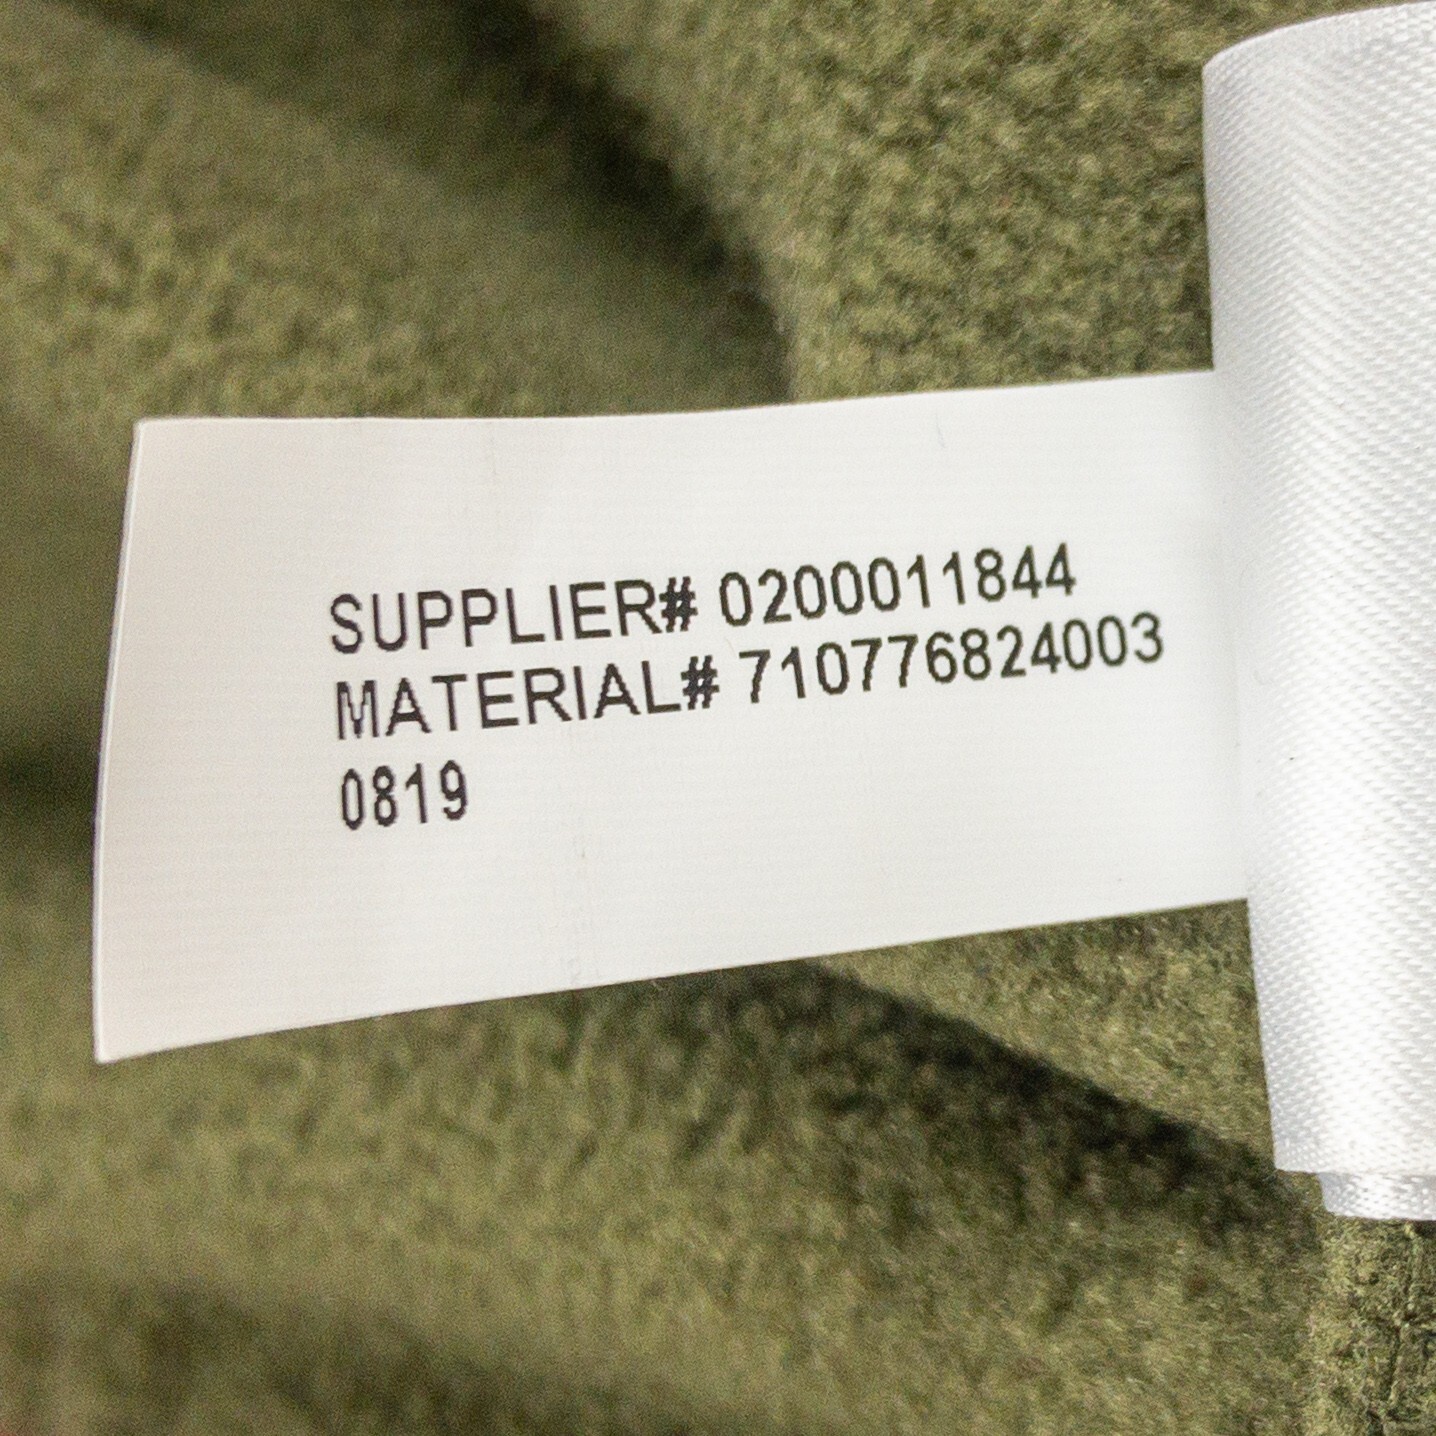 SUPPLIER# 0200011844
MATERIAL# 710776824003
0819